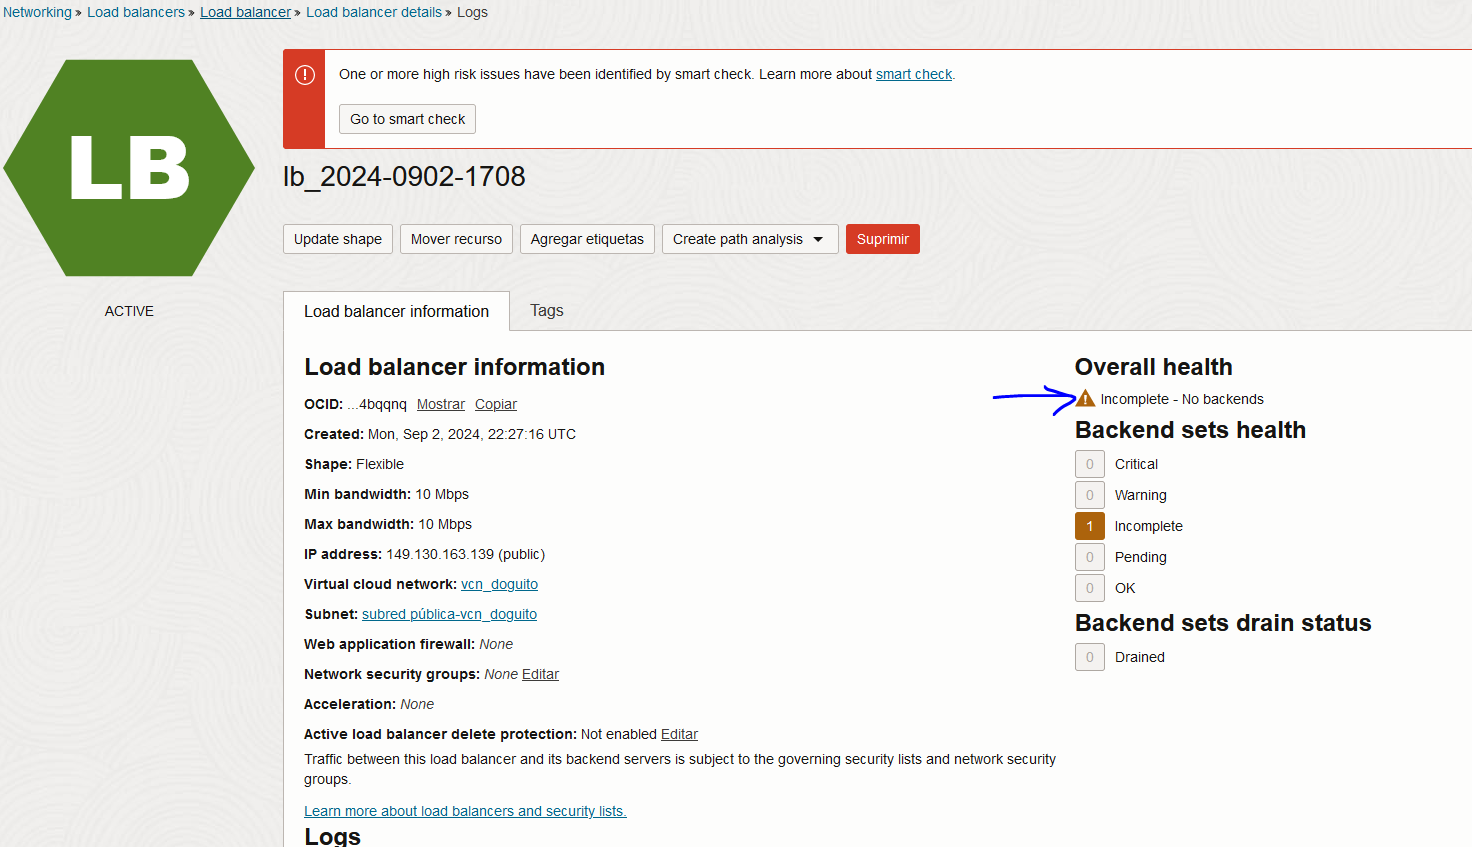 Networking » Load balancers » Load balancer » Load balancer details » Logs
One or more high risk issues have been identified by smart check. Learn more about smart check.
Go to smart check
LB
ACTIVE
lb_2024-0902-1708
Update shape Mover recurso Agregar etiquetas Create path analysis Suprimir
Load balancer information Tags
Load balancer information
OCID: ...4bqqnq Mostrar Copiar
Created: Mon, Sep 2, 2024, 22:27:16 UTC
Shape: Flexible
Min bandwidth: 10 Mbps
Max bandwidth: 10 Mbps
IP address: 149.130.163.139 (public)
Virtual cloud network: vcn_doguito
Subnet: subred pública-vcn_doguito
Web application firewall: None
Network security groups: None Editar
Acceleration: None
Active load balancer delete protection: Not enabled Editar
Traffic between this load balancer and its backend servers is subject to the governing security lists and network security
groups.
Learn more about load balancers and security lists.
Logs
Overall health
Incomplete - No backends
Backend sets health
0 Critical
0 Warning
1 Incomplete
0 Pending
0 OK
Backend sets drain status
0 Drained